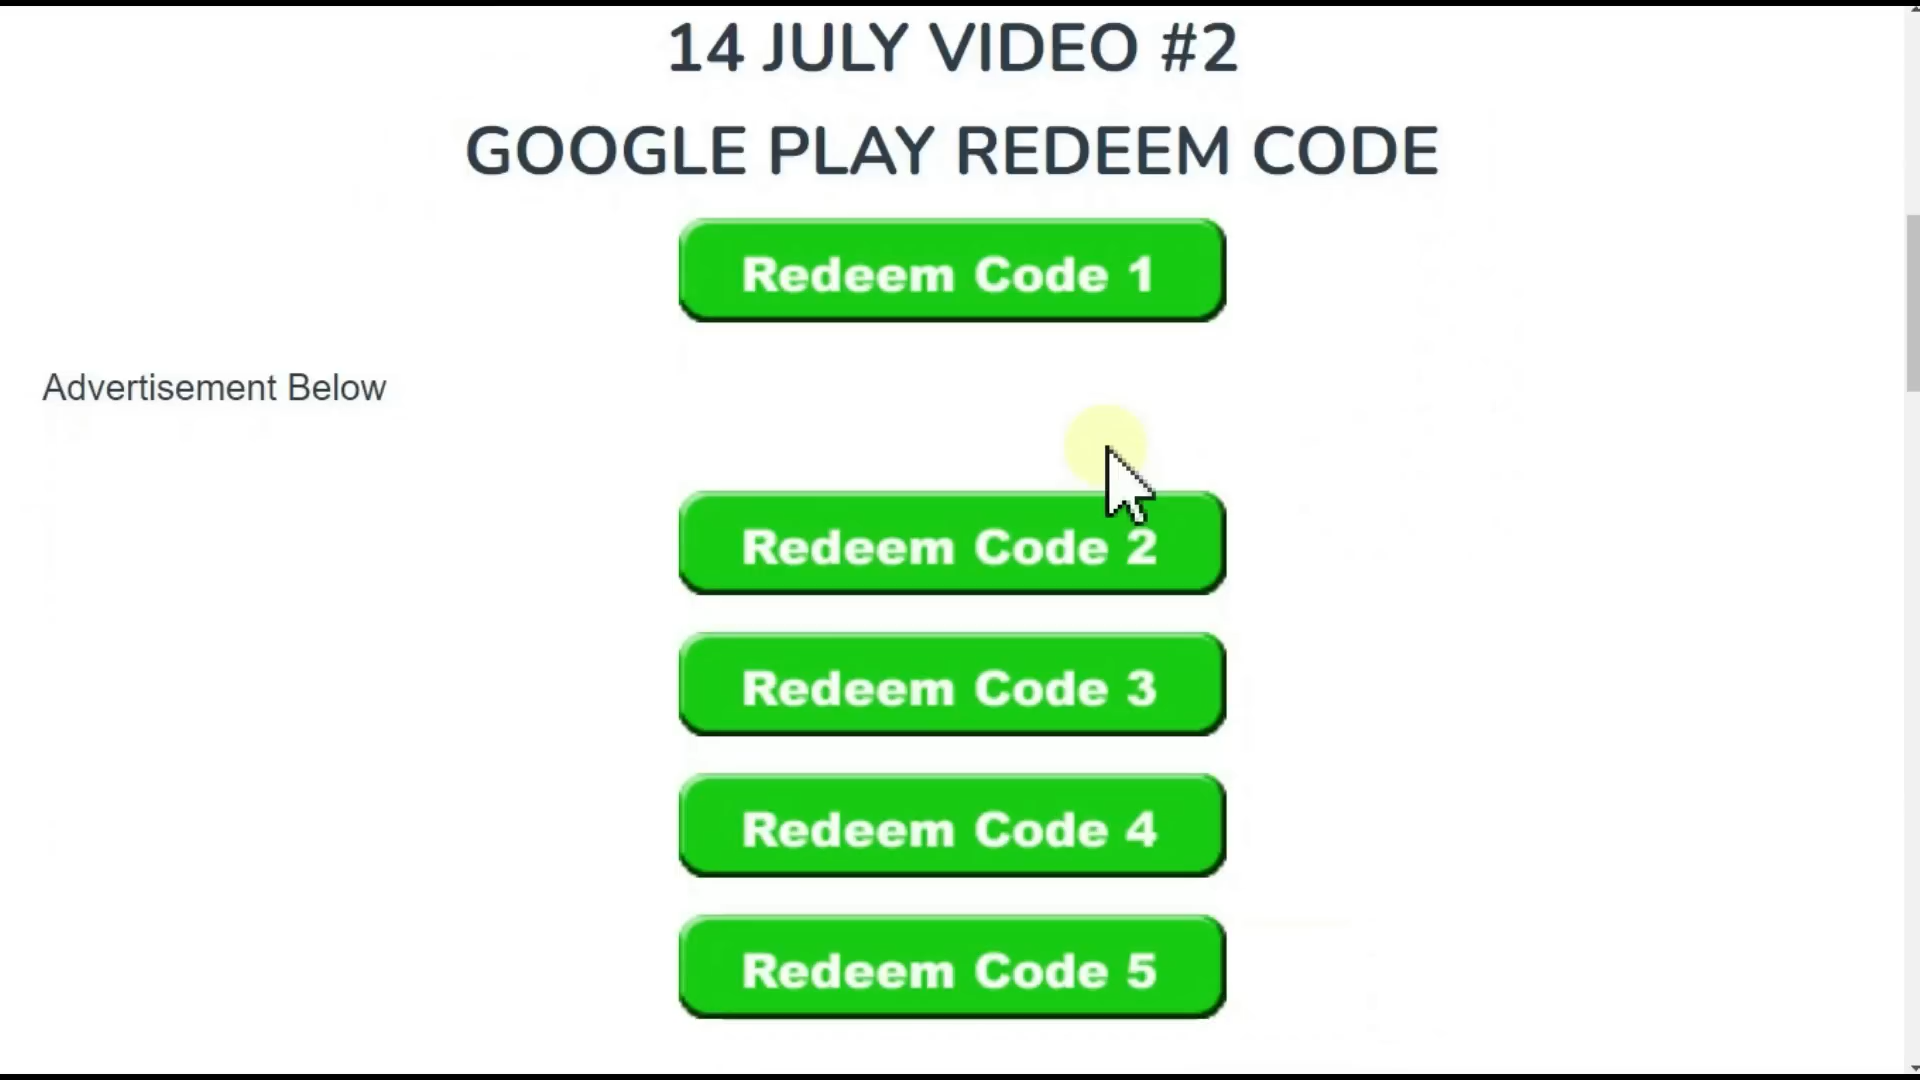 14 JULY VIDEO #2
GOOGLE PLAY REDEEM CODE
Redeem Code 1
Advertisement Below
Redeem Code 2
Redeem Code 3
Redeem Code 4
Redeem Code 5